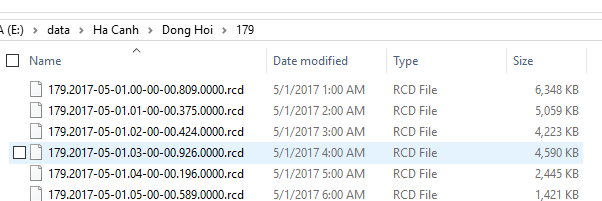 A (E:) > data > Ha Canh > Dong Hoi > 179
Name Date modified Type Size
179.2017-05-01.00-00-00.809.0000.rcd 5/1/2017 1:00 AM RCD File 6,348 KB
179.2017-05-01.01-00-00.375.0000.rcd 5/1/2017 2:00 AM RCD File 5,059 KB
179.2017-05-01.02-00-00.424.0000.rcd 5/1/2017 3:00 AM RCD File 4,223 KB
179.2017-05-01.03-00-00.926.0000.rcd 5/1/2017 4:00 AM RCD File 4,590 KB
179.2017-05-01.04-00-00.196.0000.rcd 5/1/2017 5:00 AM RCD File 2,445 KB
179.2017-05-01.05-00-00.589.0000.rcd 5/1/2017 6:00 AM RCD File 1,421 KB